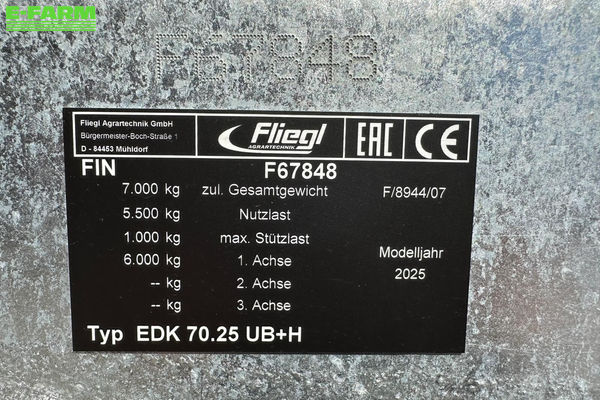 E-FARM
F67848
Fliegl Agrartechnik GmbH
Bürgermeister-Boch-Straße 1
D - 84453 Mühldorf
Fliegl
AGRARTECHNIK
EAC CE
FIN F67848
7.000 kg zul. Gesamtgewicht F/8944/07
5.500 kg Nutzlast
1.000 kg max. Stützlast
6.000 kg 1. Achse Modelljahr
-- kg 2. Achse 2025
-- kg 3. Achse
Typ EDK 70.25 UB+H